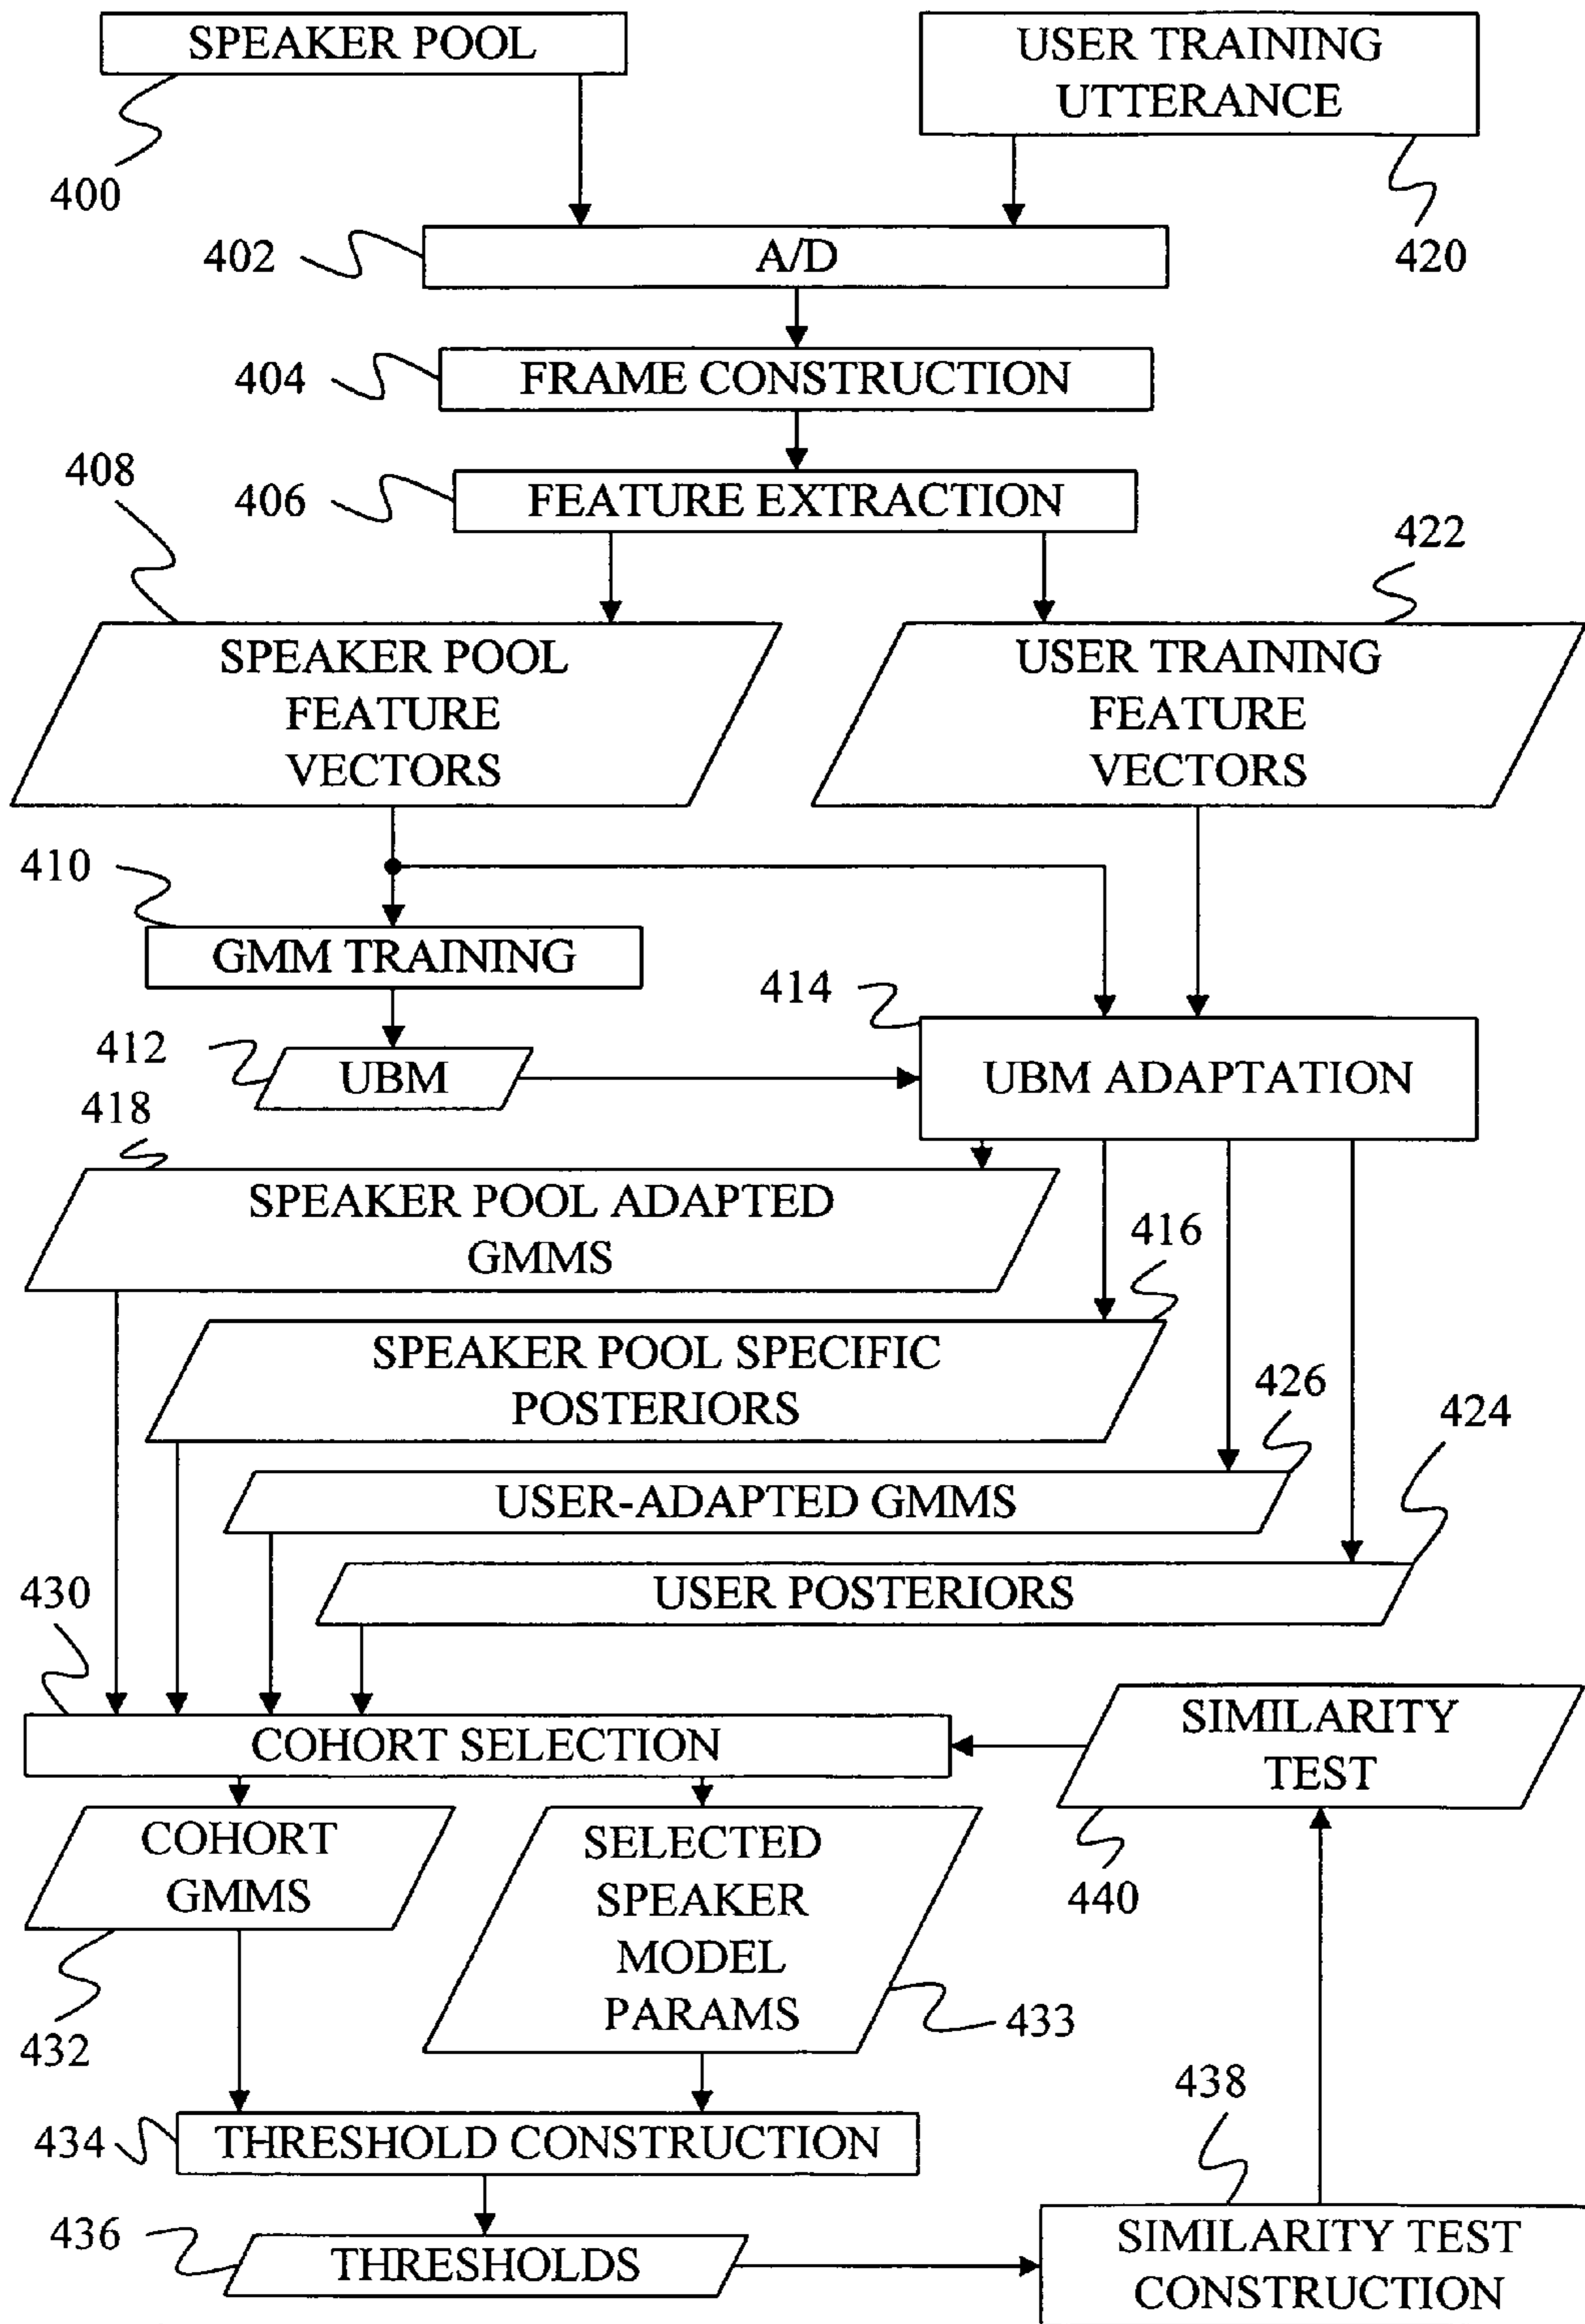 SPEAKER POOL
USER TRAINING
UTTERANCE
400
420
402
A/D
404
FRAME CONSTRUCTION
408
406
FEATURE EXTRACTION
422
SPEAKER POOL
FEATURE
VECTORS
USER TRAINING
FEATURE
VECTORS
410
GMM TRAINING
414
412
UBM
UBM ADAPTATION
418
SPEAKER POOL ADAPTED
GMMS
416
SPEAKER POOL SPECIFIC
POSTERIORS
426
424
USER-ADAPTED GMMS
USER POSTERIORS
430
COHORT SELECTION
SIMILARITY
TEST
440
COHORT
GMMS
SELECTED
SPEAKER
MODEL
PARAMS
432
433
434
THRESHOLD CONSTRUCTION
438
436
THRESHOLDS
SIMILARITY TEST
CONSTRUCTION